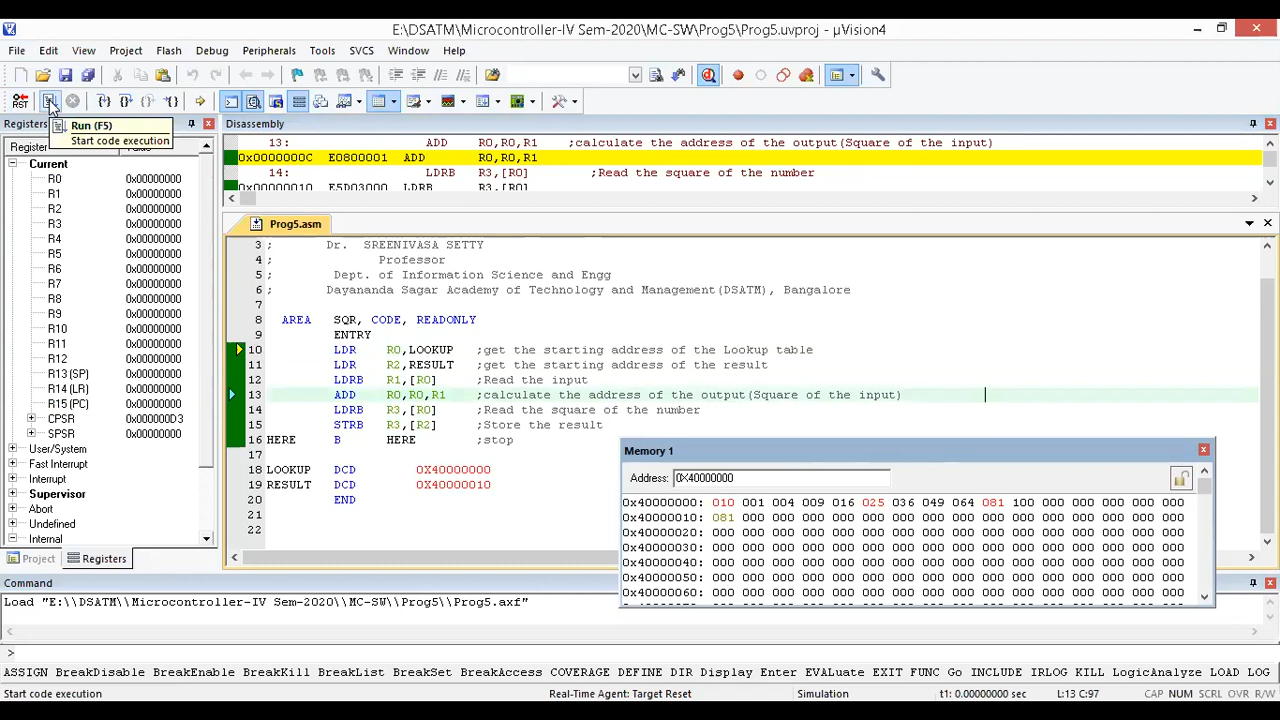 E:\DSATM\Microcontroller-IV Sem-2020\MC-SW\Prog5\Prog5.uvproj - µVision4
File Edit View Project Flash Debug Peripherals Tools SVCS Window Help
RST
Run (F5)
Start code execution
Registers
Register
Current
R0 0x00000000
R1 0x00000000
R2 0x00000000
R3 0x00000000
R4 0x00000000
R5 0x00000000
R6 0x00000000
R7 0x00000000
R8 0x00000000
R9 0x00000000
R10 0x00000000
R11 0x00000000
R12 0x00000000
R13 (SP) 0x00000000
R14 (LR) 0x00000000
R15 (PC) 0x00000000
CPSR 0x000000D3
SPSR 0x00000000
User/System
Fast Interrupt
Interrupt
Supervisor
Abort
Undefined
Internal
Project Registers
Disassembly
13: ADD R0,R0,R1 ;calculate the address of the output(Square of the input)
0x0000000C E0800001 ADD R0,R0,R1
14: LDRB R3,[R0] ;Read the square of the number
0x00000010 E5D03000 LDRB R3,[R0]
Prog5.asm
3 ; Dr. SREENIVASA SETTY
4 ; Professor
5 ; Dept. of Information Science and Engg
6 ; Dayananda Sagar Academy of Technology and Management(DSATM), Bangalore
7
8 AREA SQR, CODE, READONLY
9 ENTRY
10 LDR R0,LOOKUP ;get the starting address of the Lookup table
11 LDR R2,RESULT ;get the starting address of the result
12 LDRB R1,[R0] ;Read the input
13 ADD R0,R0,R1 ;calculate the address of the output(Square of the input)
14 LDRB R3,[R0] ;Read the square of the number
15 STRB R3,[R2] ;Store the result
16 HERE B HERE ;stop
18 LOOKUP DCD 0X40000000
19 RESULT DCD 0X40000010
20 END
21
22
Memory 1
Address: 0X40000000
0x40000000: 010 001 004 009 016 025 036 049 064 081 100 000 000 000 000 000
0x40000010: 081 000 000 000 000 000 000 000 000 000 000 000 000 000 000 000
0x40000020: 000 000 000 000 000 000 000 000 000 000 000 000 000 000 000 000
0x40000030: 000 000 000 000 000 000 000 000 000 000 000 000 000 000 000 000
0x40000040: 000 000 000 000 000 000 000 000 000 000 000 000 000 000 000 000
0x40000050: 000 000 000 000 000 000 000 000 000 000 000 000 000 000 000 000
0x40000060: 000 000 000 000 000 000 000 000 000 000 000 000 000 000 000 000
Command
Load "E:\\DSATM\\Microcontroller-IV Sem-2020\\MC-SW\\Prog5\\Prog5.axf"
>
ASSIGN BreakDisable BreakEnable BreakKill BreakList BreakSet BreakAccess COVERAGE DEFINE DIR Display Enter EVALuate EXIT FUNC Go INCLUDE IRLOG KILL LogicAnalyze LOAD LOG
Start code execution Real-Time Agent: Target Reset Simulation t1: 0.00000000 sec L:13 C:97 CAP NUM SCRL OVR R/W